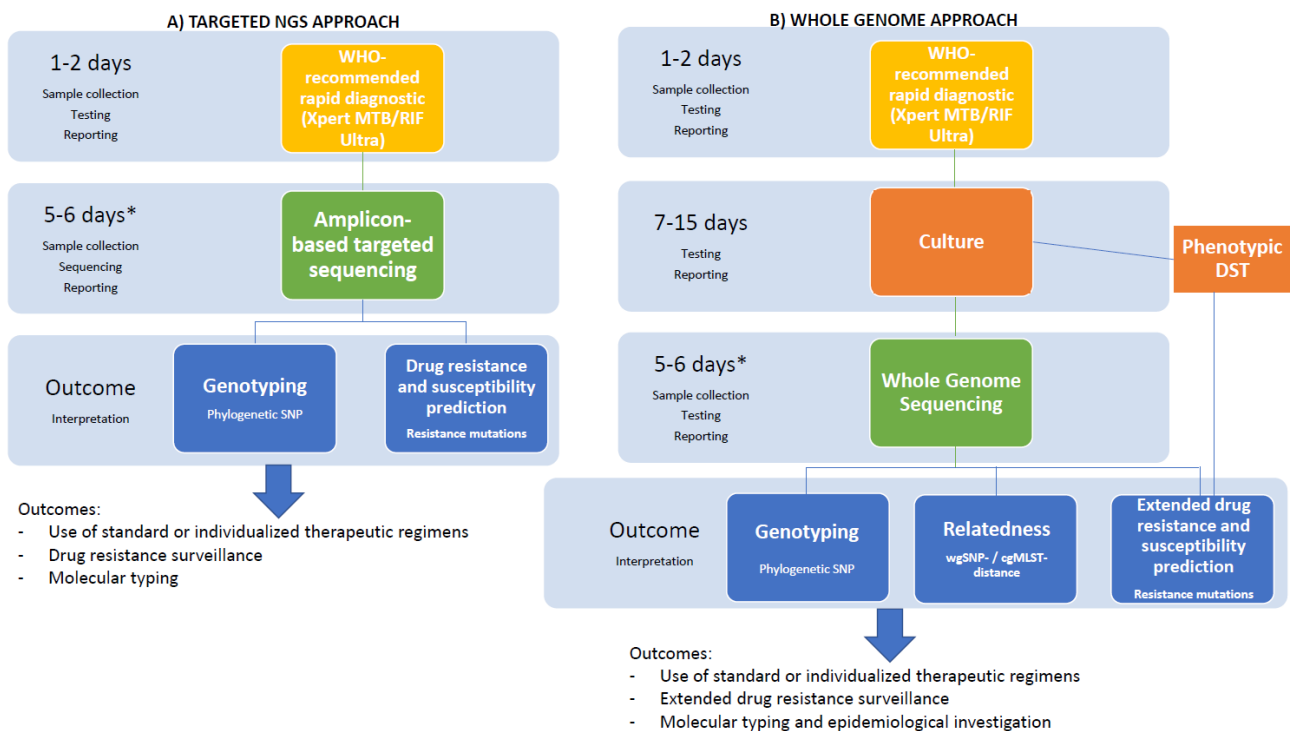 A) TARGETED NGS APPROACH
1-2 days
Sample collection
Testing
Reporting
WHO-
recommended
rapid diagnostic
(Xpert MTB/RIF
Ultra)
5-6 days*
Sample collection
Sequencing
Reporting
Amplicon-
based targeted
sequencing
Outcome
Interpretation
Genotyping
Phylogenetic SNP
Drug resistance
and susceptibility
prediction
Resistance mutations
Outcomes:
- Use of standard or individualized therapeutic regimens
- Drug resistance surveillance
- Molecular typing
B) WHOLE GENOME APPROACH
1-2 days
Sample collection
Testing
Reporting
WHO-
recommended
rapid diagnostic
(Xpert MTB/RIF
Ultra)
7-15 days
Testing
Reporting
Culture
Phenotypic
DST
5-6 days*
Sample collection
Testing
Reporting
Whole Genome
Sequencing
Outcome
Interpretation
Genotyping
Phylogenetic SNP
Relatedness
wgSNP- / cgMLST-
distance
Extended drug
resistance and
susceptibility
prediction
Resistance mutations
Outcomes:
- Use of standard or individualized therapeutic regimens
- Extended drug resistance surveillance
- Molecular typing and epidemiological investigation